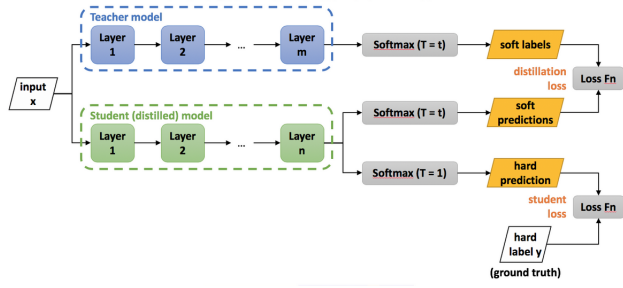 Teacher model
Layer
1
Layer
2
...
Layer
m
Softmax (T = t)
soft labels
input
x
distillation
loss
Loss Fn
Student (distilled) model
Layer
1
Layer
2
...
Layer
n
Softmax (T = t)
soft
predictions
Softmax (T = 1)
hard
prediction
student
loss
Loss Fn
hard
label y
(ground truth)